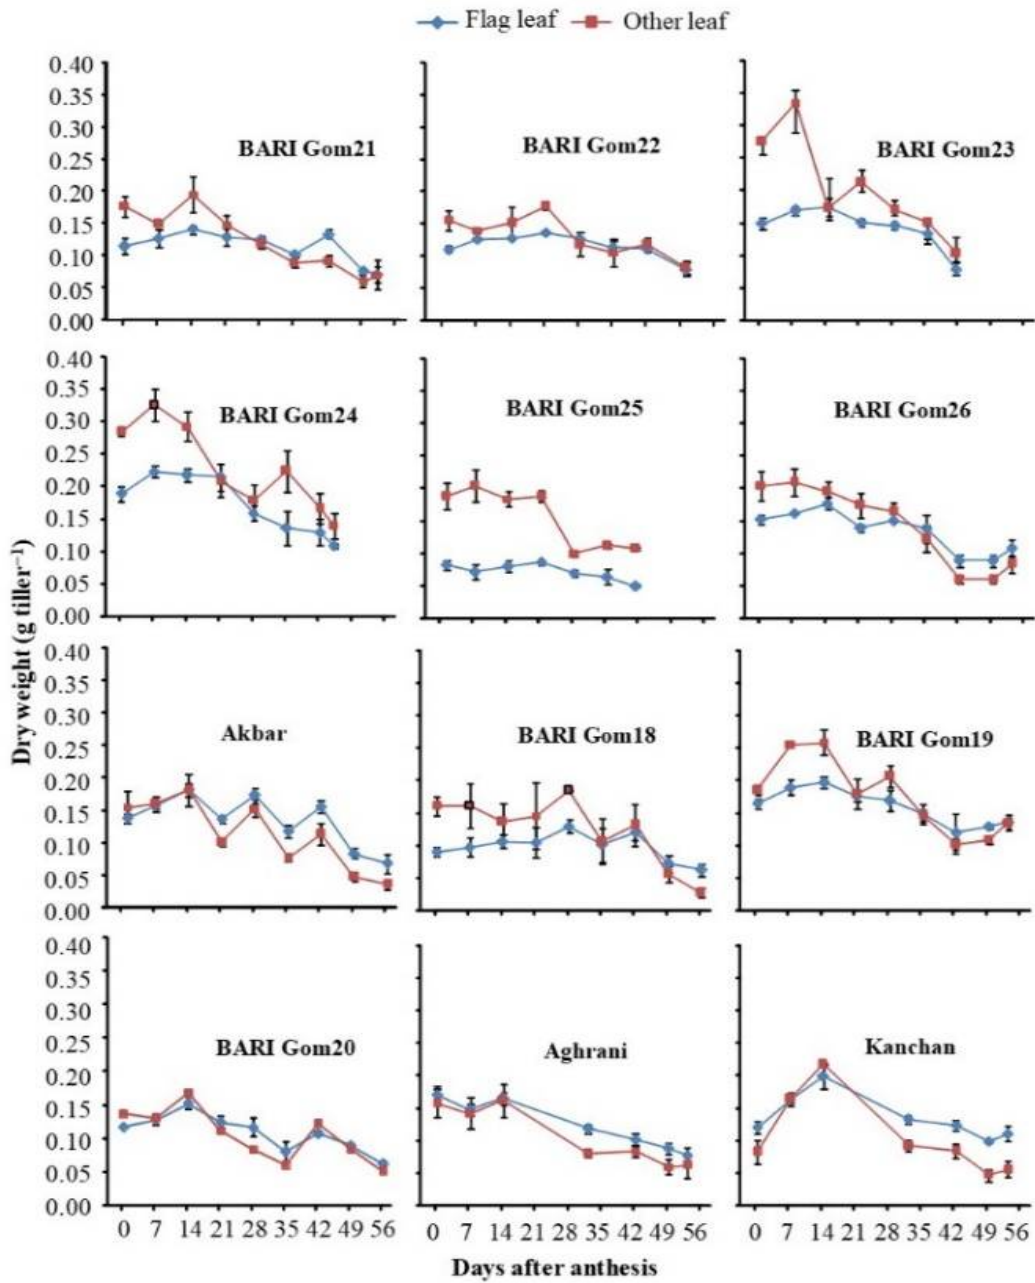 Flag leaf Other leaf
0.40
0.35
0.30
0.25
0.20
0.15
0.10
0.05
0.00
BARI Gom21
BARI Gom22
BARI Gom23
0.40
0.35
0.30
0.25
0.20
0.15
0.10
0.05
0.00
BARI Gom24
BARI Gom25
BARI Gom26
Dry weight (g tiller⁻¹)
0.40
0.35
0.30
0.25
0.20
0.15
0.10
0.05
0.00
Akbar
BARI Gom18
BARI Gom19
0.40
0.35
0.30
0.25
0.20
0.15
0.10
0.05
0.00
BARI Gom20
Aghrani
Kanchan
0 7 14 21 28 35 42 49 56 0 7 14 21 28 35 42 49 56 0 7 14 21 28 35 42 49 56
Days after anthesis